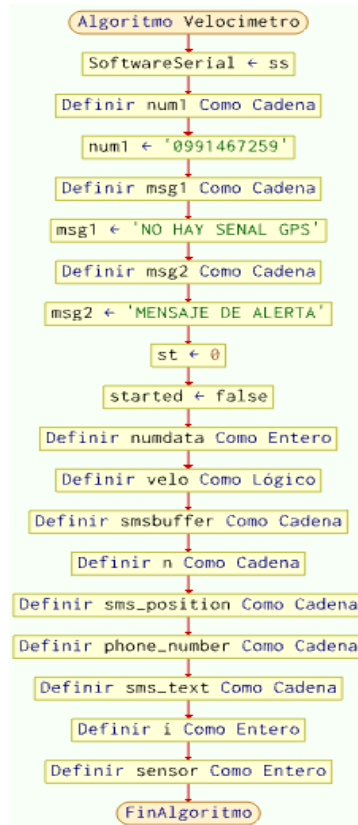 Algoritmo Velocimetro
SoftwareSerial ← ss
Definir num1 Como Cadena
num1 ← '0991467259'
Definir msg1 Como Cadena
msg1 ← 'NO HAY SENAL GPS'
Definir msg2 Como Cadena
msg2 ← 'MENSAJE DE ALERTA'
st ← 0
started ← false
Definir numdata Como Entero
Definir velo Como Lógico
Definir smsbuffer Como Cadena
Definir n Como Cadena
Definir sms_position Como Cadena
Definir phone_number Como Cadena
Definir sms_text Como Cadena
Definir i Como Entero
Definir sensor Como Entero
FinAlgoritmo